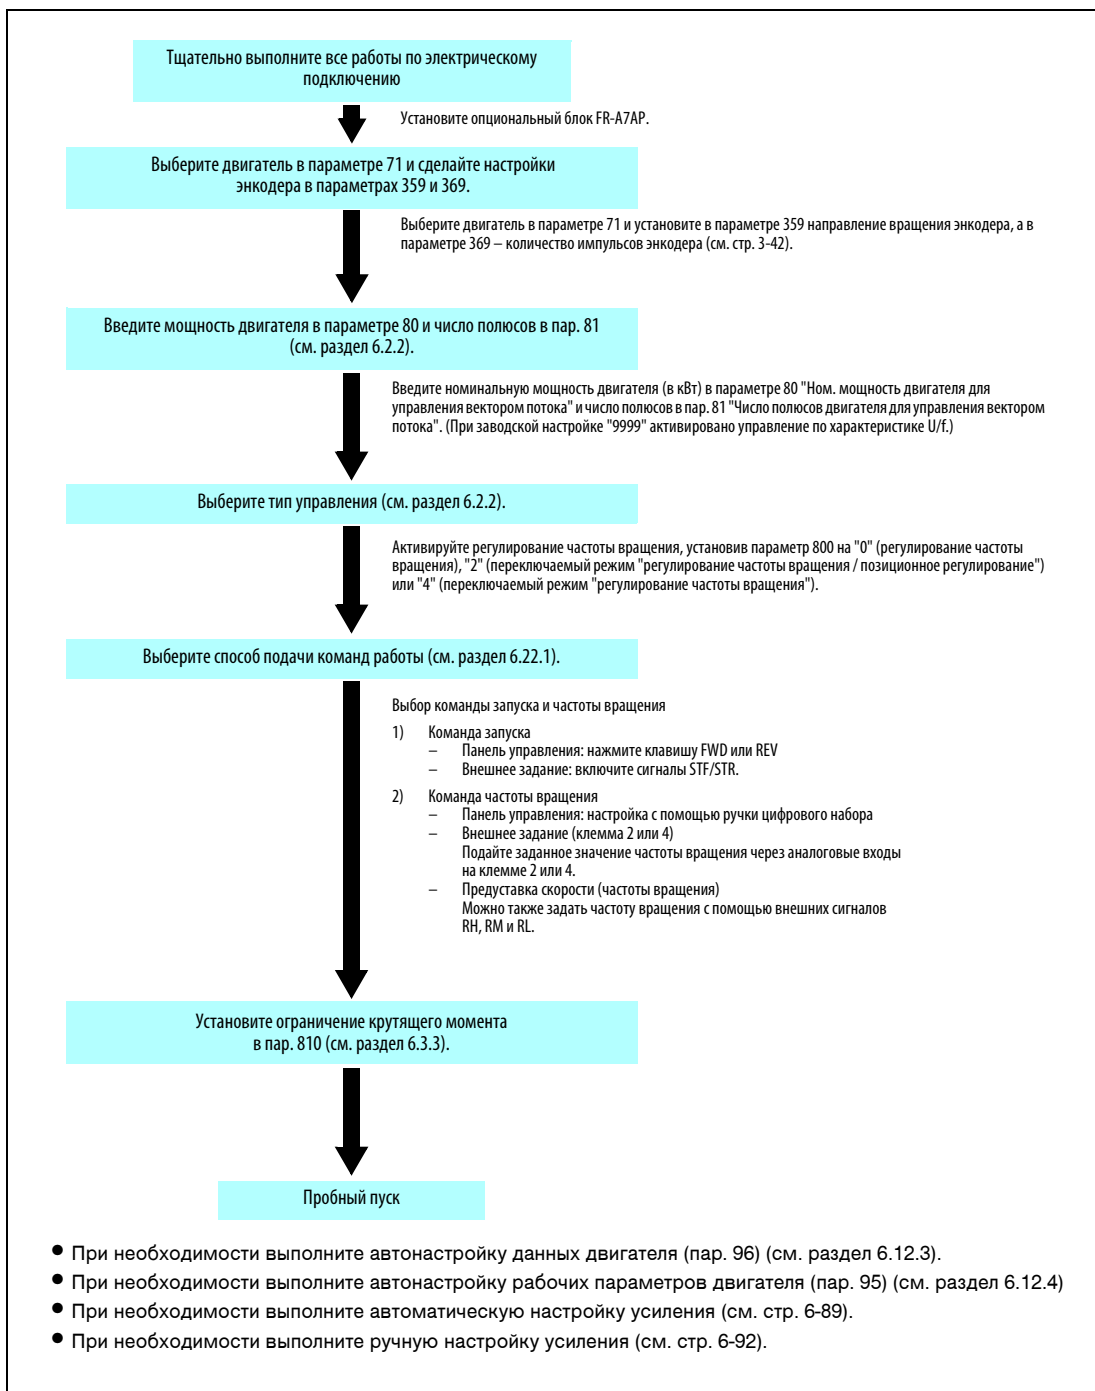 Тщательно выполните все работы по электрическому
подключению
Установите опциональный блок FR-A7AP.
Выберите двигатель в параметре 71 и сделайте настройки
энкодера в параметрах 359 и 369.
Выберите двигатель в параметре 71 и установите в параметре 359 направление вращения энкодера, а в
параметре 369 – количество импульсов энкодера (см. стр. 3-42).
Введите мощность двигателя в параметре 80 и число полюсов в пар. 81
(см. раздел 6.2.2).
Введите номинальную мощность двигателя (в кВт) в параметре 80 "Ном. мощность двигателя для
управления вектором потока" и число полюсов в пар. 81 "Число полюсов двигателя для управления вектором
потока". (При заводской настройке "9999" активировано управление по характеристике U/f.)
Выберите тип управления (см. раздел 6.2.2).
Активируйте регулирование частоты вращения, установив параметр 800 на "0" (регулирование частоты
вращения), "2" (переключаемый режим "регулирование частоты вращения / позиционное регулирование")
или "4" (переключаемый режим "регулирование частоты вращения").
Выберите способ подачи команд работы (см. раздел 6.22.1).
Выбор команды запуска и частоты вращения
1) Команда запуска
– Панель управления: нажмите клавишу FWD или REV
– Внешнее задание: включите сигналы STF/STR.
2) Команда частоты вращения
– Панель управления: настройка с помощью ручки цифрового набора
– Внешнее задание (клемма 2 или 4)
Подайте заданное значение частоты вращения через аналоговые входы
на клемме 2 или 4.
– Предуставка скорости (частоты вращения)
Можно также задать частоту вращения с помощью внешних сигналов
RH, RM и RL.
Установите ограничение крутящего момента
в пар. 810 (см. раздел 6.3.3).
Пробный пуск
● При необходимости выполните автонастройку данных двигателя (пар. 96) (см. раздел 6.12.3).
● При необходимости выполните автонастройку рабочих параметров двигателя (пар. 95) (см. раздел 6.12.4)
● При необходимости выполните автоматическую настройку усиления (см. стр. 6-89).
● При необходимости выполните ручную настройку усиления (см. стр. 6-92).